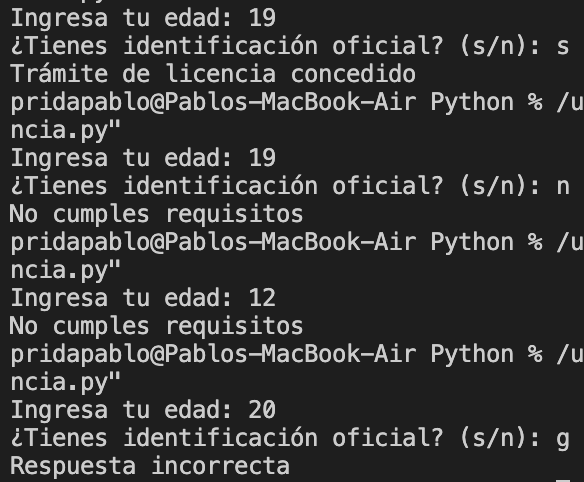 Ingresa tu edad: 19
¿Tienes identificación oficial? (s/n): s
Trámite de licencia concedido
pridapablo@Pablos-MacBook-Air Python % /u
ncia.py"
Ingresa tu edad: 19
¿Tienes identificación oficial? (s/n): n
No cumples requisitos
pridapablo@Pablos-MacBook-Air Python % /u
ncia.py"
Ingresa tu edad: 12
No cumples requisitos
pridapablo@Pablos-MacBook-Air Python % /u
ncia.py"
Ingresa tu edad: 20
¿Tienes identificación oficial? (s/n): g
Respuesta incorrecta